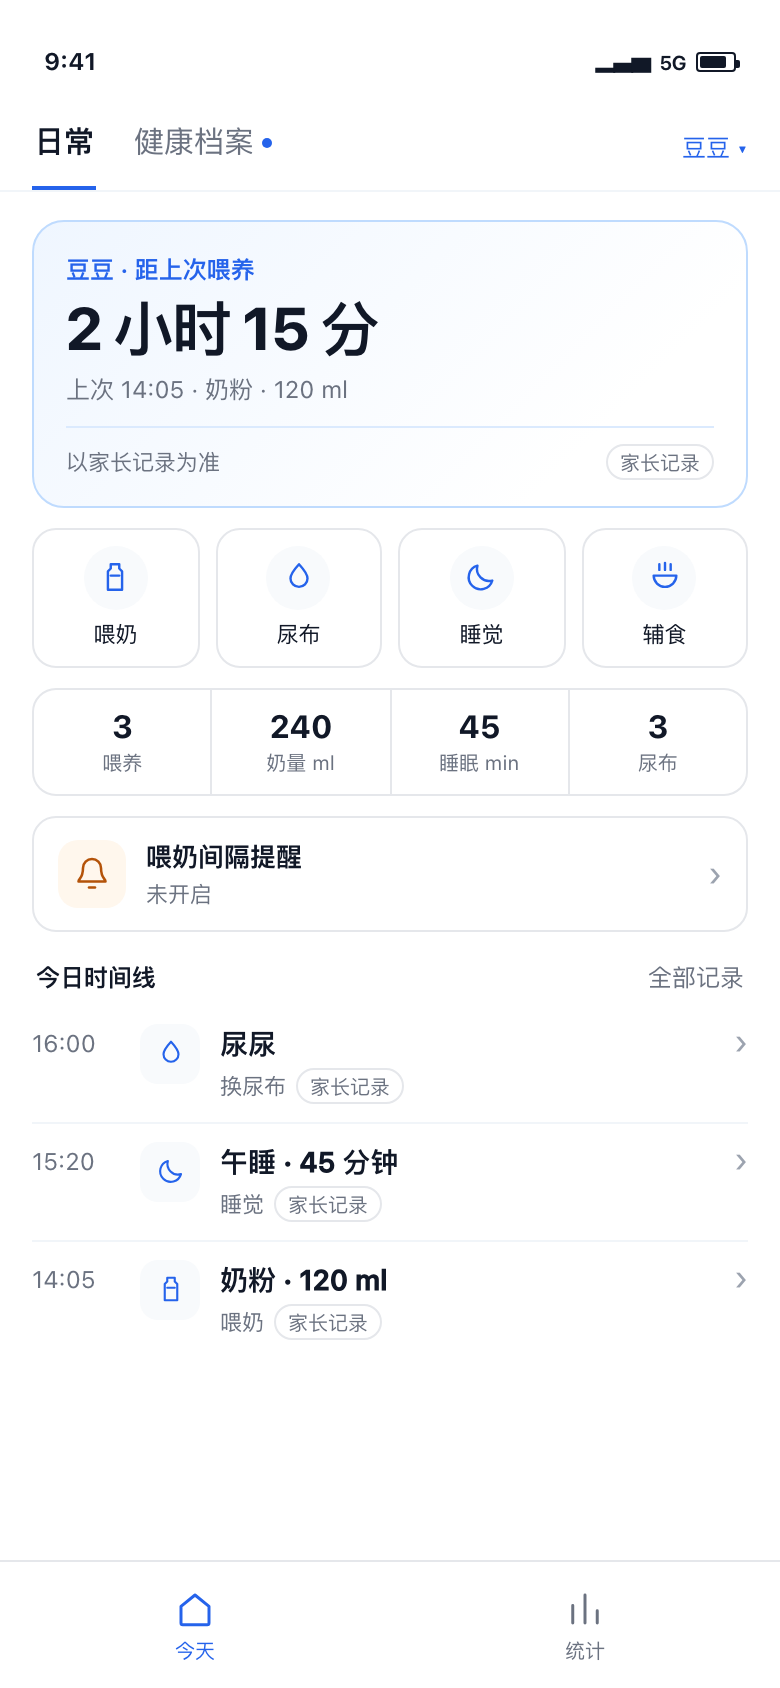 9:41 5G
日常 健康档案 豆豆 ▾
豆豆 · 距上次喂养
2 小时 15 分
上次 14:05 · 奶粉 · 120 ml
以家长记录为准 家长记录
喂奶 尿布 睡觉 辅食
3 240 45 3
喂养 奶量 ml 睡眠 min 尿布
喂奶间隔提醒
未开启
今日时间线 全部记录
16:00 尿尿
换尿布 家长记录
15:20 午睡 · 45 分钟
睡觉 家长记录
14:05 奶粉 · 120 ml
喂奶 家长记录
今天 统计